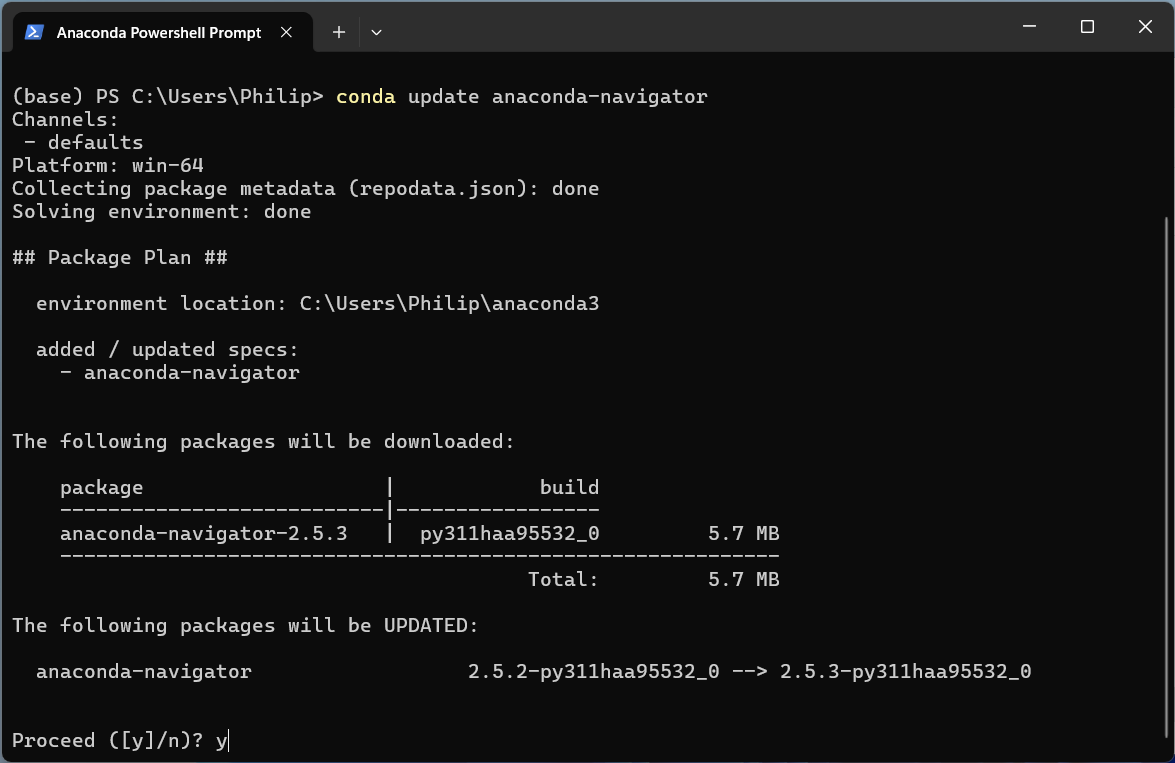 Anaconda Powershell Prompt
(base) PS C:\Users\Philip> conda update anaconda-navigator
Channels:
 - defaults
Platform: win-64
Collecting package metadata (repodata.json): done
Solving environment: done
## Package Plan ##
  environment location: C:\Users\Philip\anaconda3
  added / updated specs:
    - anaconda-navigator
The following packages will be downloaded:
    package                    |            build
    ---------------------------|-----------------
    anaconda-navigator-2.5.3   |  py311haa95532_0         5.7 MB
    ------------------------------------------------------------
                                           Total:         5.7 MB
The following packages will be UPDATED:
  anaconda-navigator                  2.5.2-py311haa95532_0 --> 2.5.3-py311haa95532_0
Proceed ([y]/n)? y